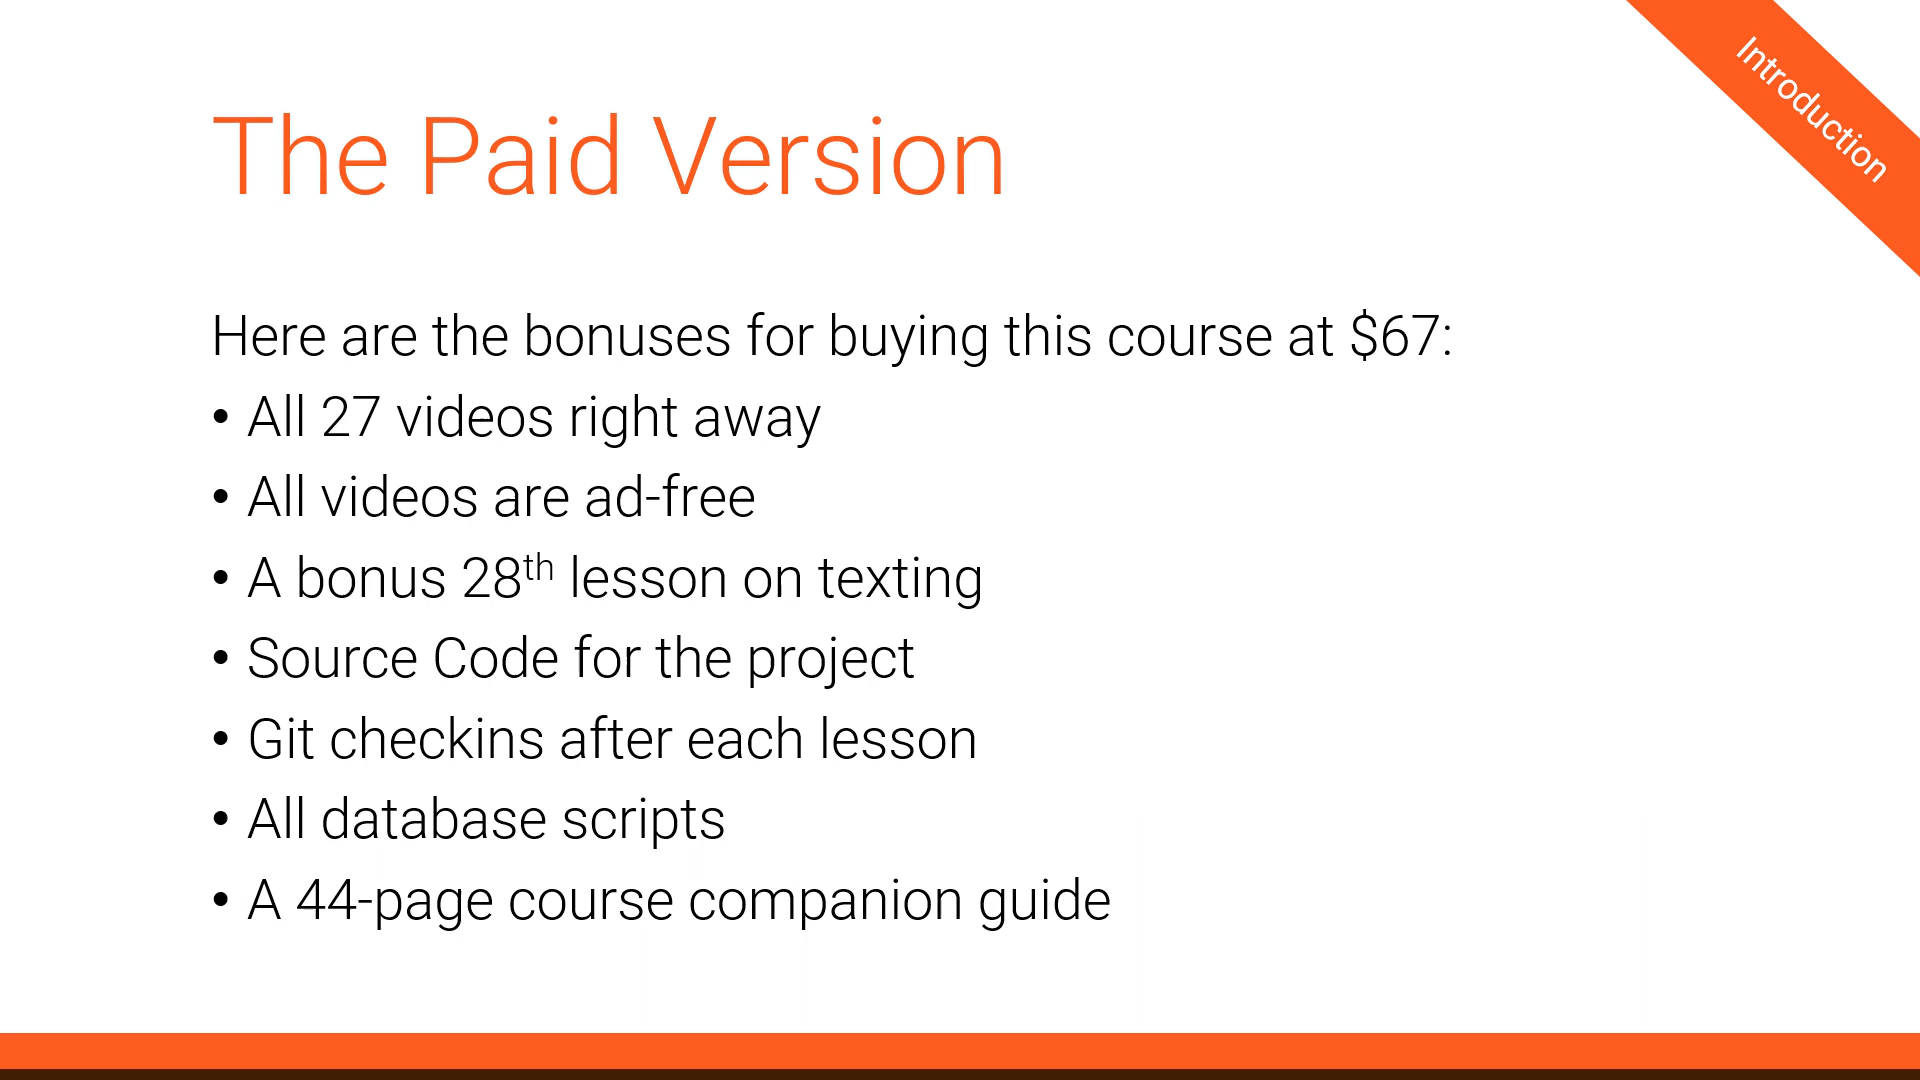 Introduction
The Paid Version
Here are the bonuses for buying this course at $67:
• All 27 videos right away
• All videos are ad-free
• A bonus 28th lesson on texting
• Source Code for the project
• Git checkins after each lesson
• All database scripts
• A 44-page course companion guide